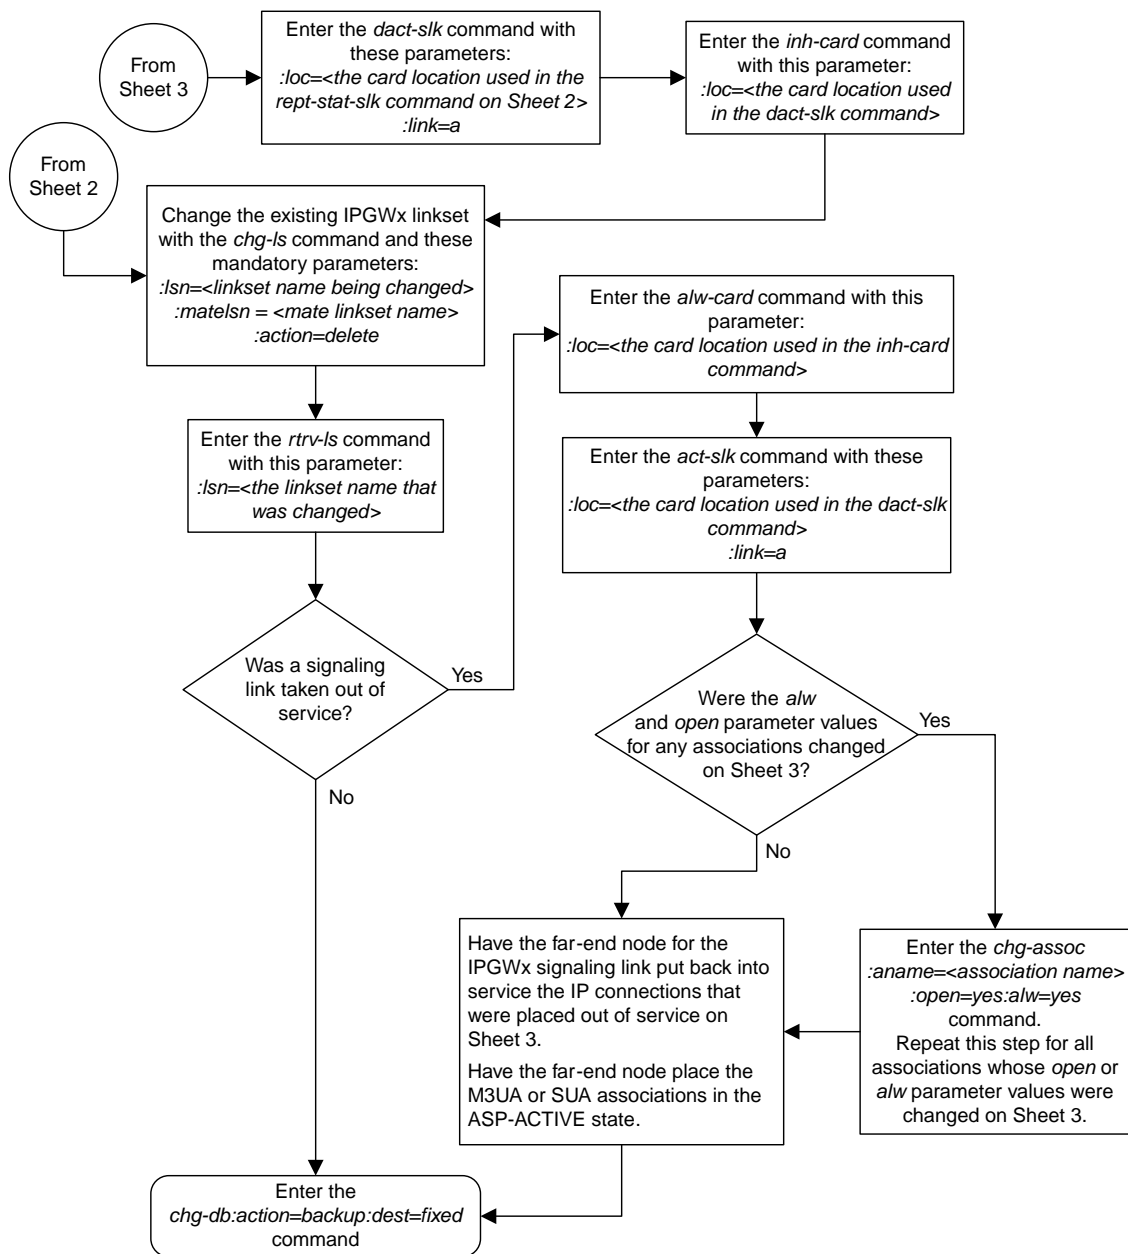 From
Sheet 3
Enter the dact-slk command with
these parameters:
:loc=<the card location used in the
rept-stat-slk command on Sheet 2>
:link=a
Enter the inh-card command
with this parameter:
:loc=<the card location used
in the dact-slk command>
From
Sheet 2
Change the existing IPGWx linkset
with the chg-ls command and these
mandatory parameters:
:lsn=<linkset name being changed>
:matelsn = <mate linkset name>
:action=delete
Enter the rtrv-ls command
with this parameter:
:lsn=<the linkset name that
was changed>
Was a signaling
link taken out of
service?
Yes
No
Enter the alw-card command with this
parameter:
:loc=<the card location used in the inh-card
command>
Enter the act-slk command with these
parameters:
:loc=<the card location used in the dact-slk
command>
:link=a
Were the alw
and open parameter values
for any associations changed
on Sheet 3?
Yes
No
Have the far-end node for the
IPGWx signaling link put back into
service the IP connections that
were placed out of service on
Sheet 3.
Have the far-end node place the
M3UA or SUA associations in the
ASP-ACTIVE state.
Enter the chg-assoc
:aname=<association name>
:open=yes:alw=yes
command.
Repeat this step for all
associations whose open or
alw parameter values were
changed on Sheet 3.
Enter the
chg-db:action=backup:dest=fixed
command